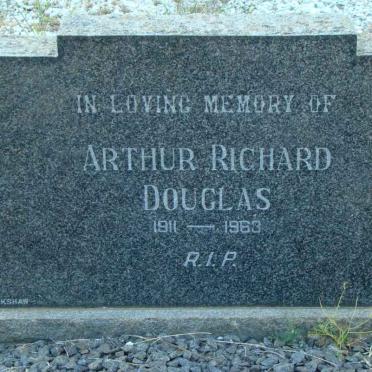 IN LOVING MEMORY OF
ARTHUR RICHARD
DOUGLAS
1911 — 1963
R.I.P.